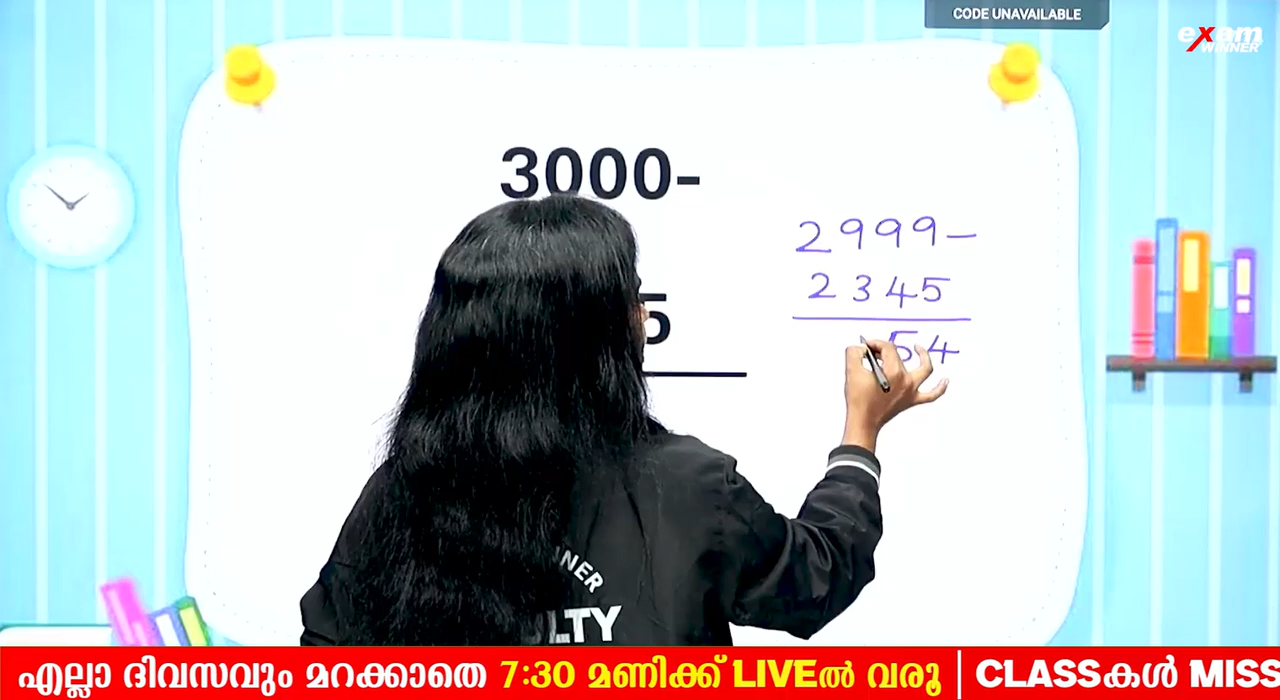 CODE UNAVAILABLE
exam
WINNER
3000-
5
2999-
2345
54
NER
LTY
എല്ലാ ദിവസവും മറക്കാതെ 7:30 മണിക്ക് LIVEൽ വരൂ | CLASSകൾ MISS